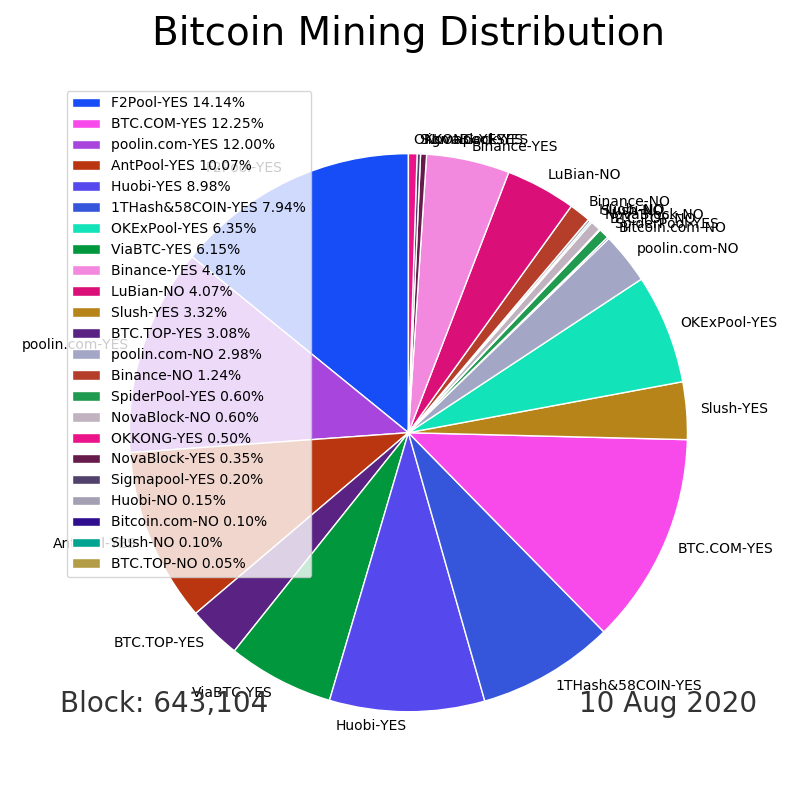 Bitcoin Mining Distribution
F2Pool-YES 14.14%
BTC.COM-YES 12.25%
poolin.com-YES 12.00%
AntPool-YES 10.07%
Huobi-YES 8.98%
1THash&58COIN-YES 7.94%
OKExPool-YES 6.35%
ViaBTC-YES 6.15%
Binance-YES 4.81%
LuBian-NO 4.07%
Slush-YES 3.32%
BTC.TOP-YES 3.08%
poolin.com-NO 2.98%
Binance-NO 1.24%
SpiderPool-YES 0.60%
NovaBlock-NO 0.60%
OKKONG-YES 0.50%
NovaBlock-YES 0.35%
Sigmapool-YES 0.20%
Huobi-NO 0.15%
Bitcoin.com-NO 0.10%
Slush-NO 0.10%
BTC.TOP-NO 0.05%
Binance-YES
LuBian-NO
Binance-NO
NovaBlock-NO
SpiderPool-YES
Bitcoin.com-NO
poolin.com-NO
OKExPool-YES
Slush-YES
BTC.COM-YES
1THash&58COIN-YES
Huobi-YES
ViaBTC-YES
BTC.TOP-YES
poolin.com-YES
Block: 643,104
10 Aug 2020